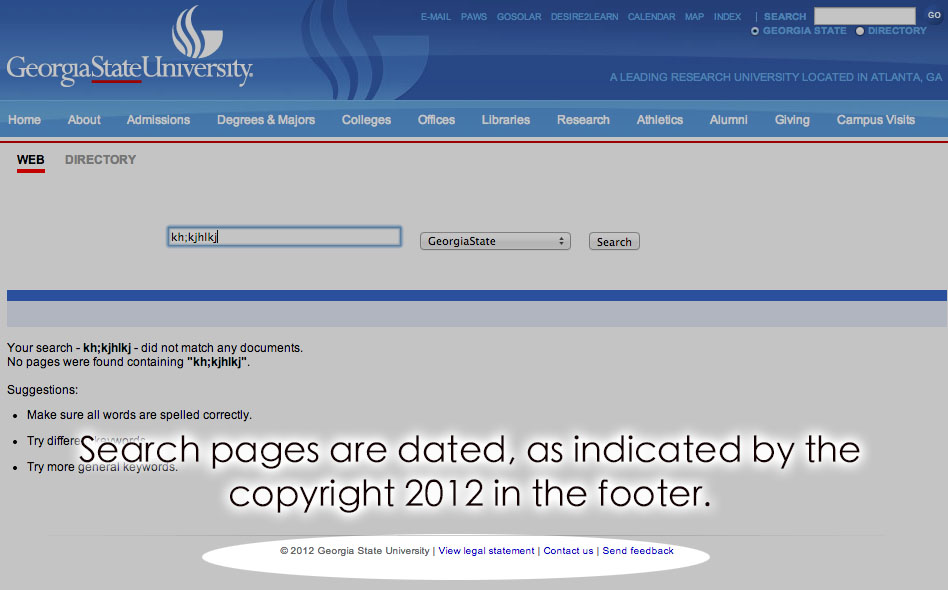 E-MAIL PAWS GOSOLAR DESIRE2LEARN CALENDAR MAP INDEX | SEARCH GO
GEORGIA STATE DIRECTORY
GeorgiaStateUniversity.
A LEADING RESEARCH UNIVERSITY LOCATED IN ATLANTA, GA
Home About Admissions Degrees & Majors Colleges Offices Libraries Research Athletics Alumni Giving Campus Visits
WEB DIRECTORY
kh;kjhlkj GeorgiaState Search
Your search - kh;kjhlkj - did not match any documents.
No pages were found containing "kh;kjhlkj".
Suggestions:
• Make sure all words are spelled correctly.
• Try different keywords.
• Try more general keywords.
Search pages are dated, as indicated by the
copyright 2012 in the footer.
© 2012 Georgia State University | View legal statement | Contact us | Send feedback